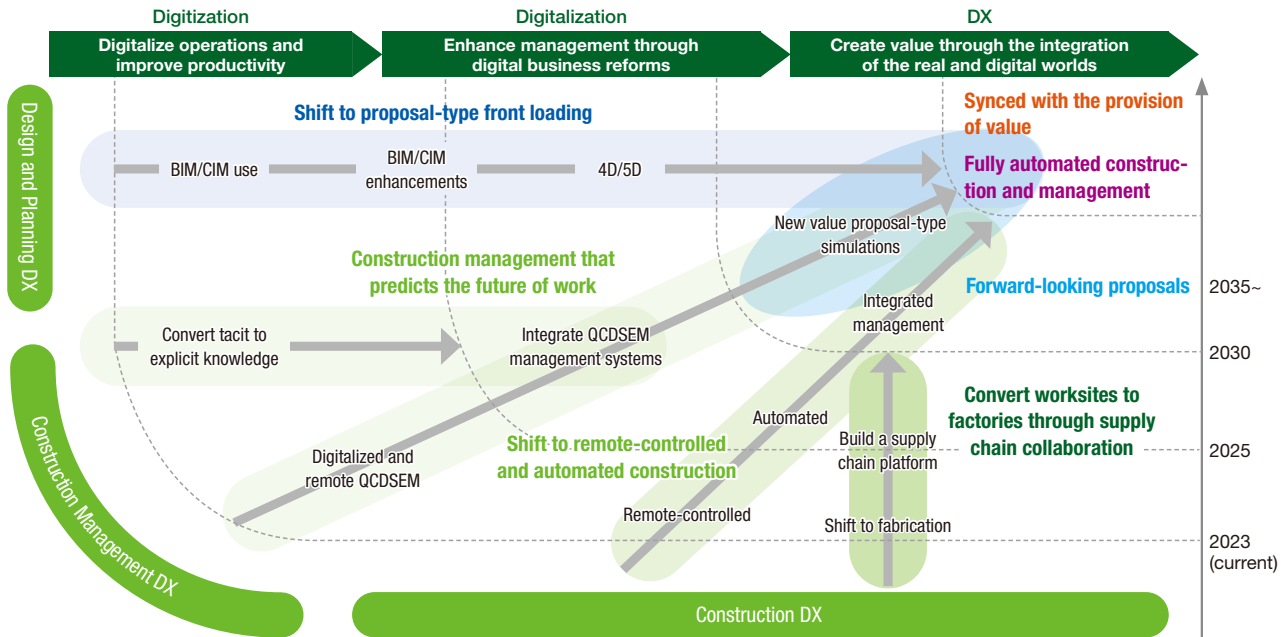 Digitization
Digitalization
DX
Digitalize operations and
improve productivity
Enhance management through
digital business reforms
Create value through the integration
of the real and digital worlds
Design and Planning DX
Shift to proposal-type front loading
BIM/CIM use
BIM/CIM
enhancements
4D/5D
Synced with the provision
of value
Fully automated construc-
tion and management
New value proposal-type
simulations
Construction management that
predicts the future of work
Forward-looking proposals
2035~
Convert tacit to
explicit knowledge
Integrate QCDSEM
management systems
Integrated
management
2030
Construction Management DX
Digitalized and
remote QCDSEM
Shift to remote-controlled
and automated construction
Automated
Build a supply
chain platform
Convert worksites to
factories through supply
chain collaboration
2025
Remote-controlled
Shift to fabrication
2023
(current)
Construction DX